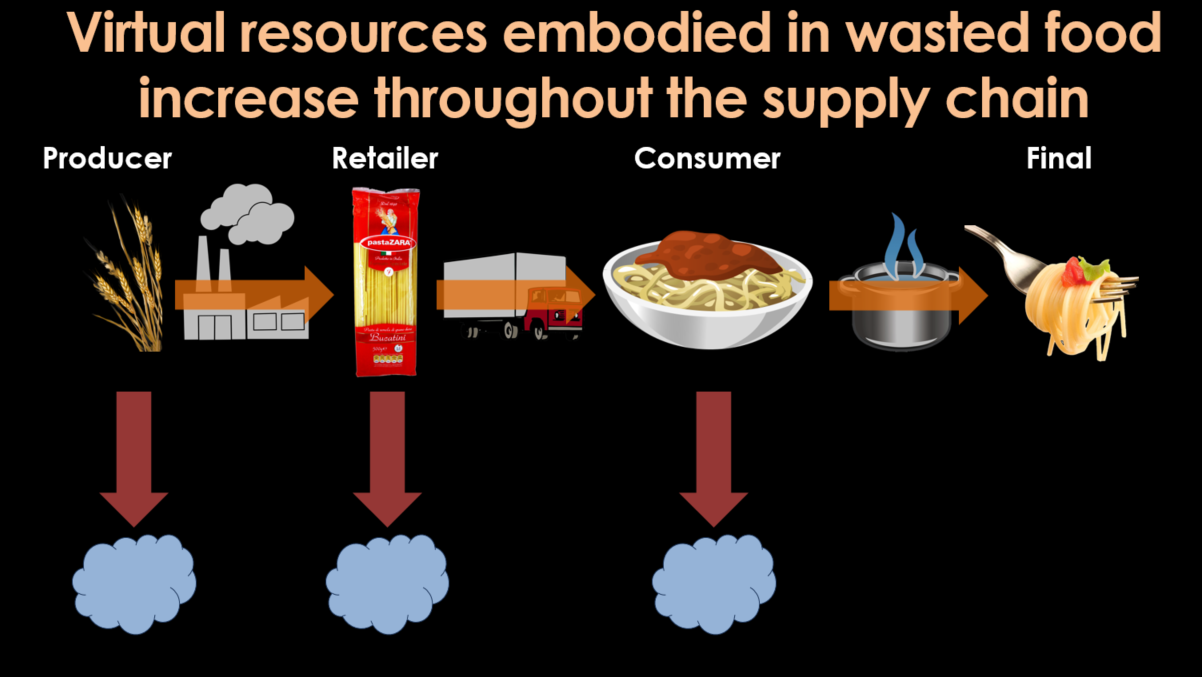 Virtual resources embodied in wasted food
increase throughout the supply chain
Producer
Retailer
Consumer
Final
pastaZARA
Bucatini